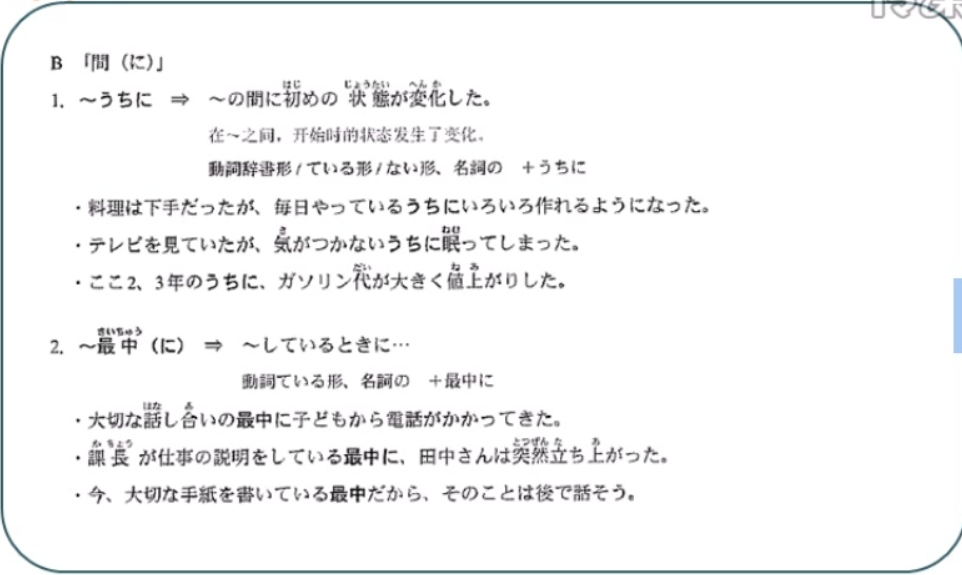 B 「間（に）」
1. ～うちに ⇒ ～の間に初めの状態が変化した。
在～之间，开始时的状态发生了变化。
動詞辞書形/ている形/ない形、名詞の ＋うちに
・料理は下手だったが、毎日やっているうちにいろいろ作れるようになった。
・テレビを見ていたが、気がつかないうちに眠ってしまった。
・ここ2、3年のうちに、ガソリン代が大きく値上がりした。
2. ～最中（に） ⇒ ～しているときに…
動詞ている形、名詞の ＋最中に
・大切な話し合いの最中に子どもから電話がかかってきた。
・課長が仕事の説明をしている最中に、田中さんは突然立ち上がった。
・今、大切な手紙を書いている最中だから、そのことは後で話そう。